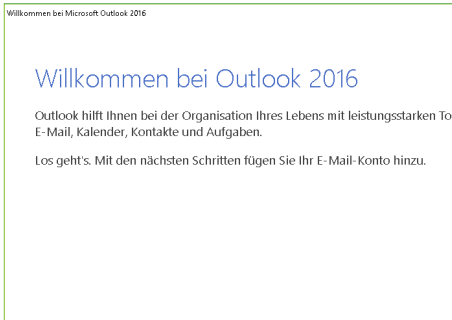 Willkommen bei Microsoft Outlook 2016
Willkommen bei Outlook 2016
Outlook hilft Ihnen bei der Organisation Ihres Lebens mit leistungsstarken To
E-Mail, Kalender, Kontakte und Aufgaben.
Los geht's. Mit den nächsten Schritten fügen Sie Ihr E-Mail-Konto hinzu.